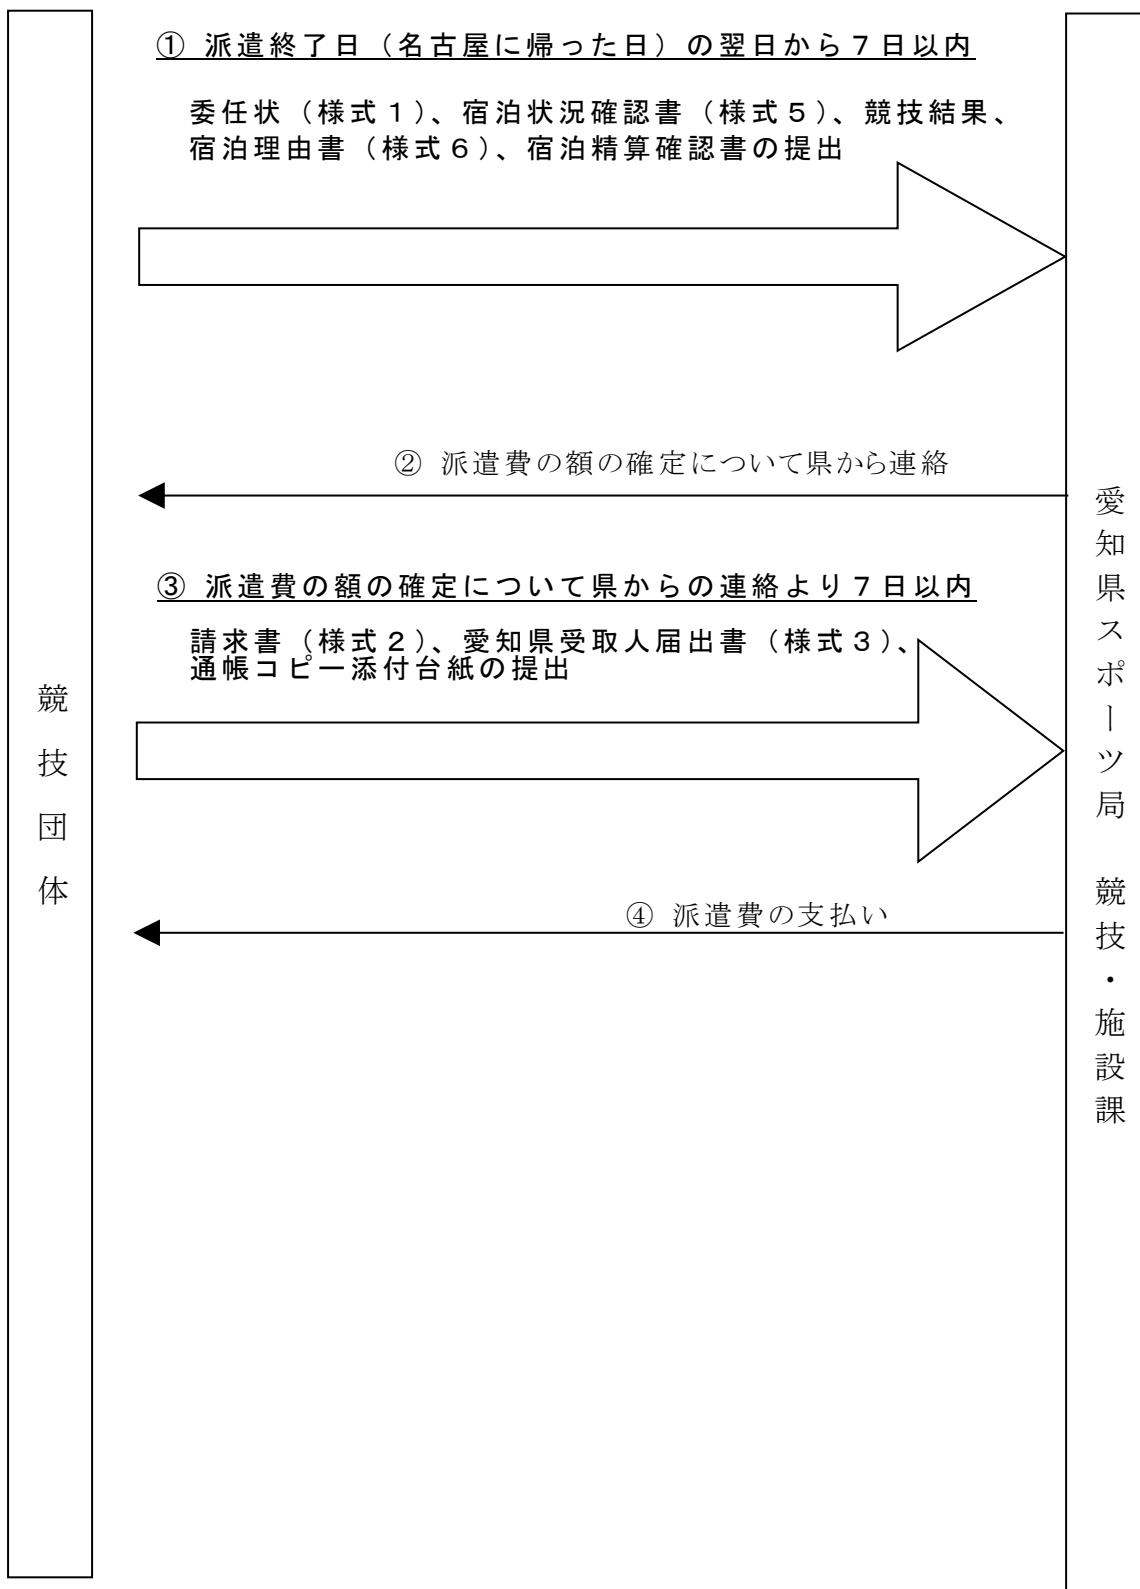 ① 派遣終了日（名古屋に帰った日）の翌日から７日以内
委任状（様式１）、宿泊状況確認書（様式５）、競技結果、
宿泊理由書（様式６）、宿泊精算確認書の提出
② 派遣費の額の確定について県から連絡
③ 派遣費の額の確定について県からの連絡より７日以内
請求書（様式２）、愛知県受取人届出書（様式３）、
通帳コピー添付台紙の提出
④ 派遣費の支払い
競技団体
愛知県スポーツ局　競技・施設課